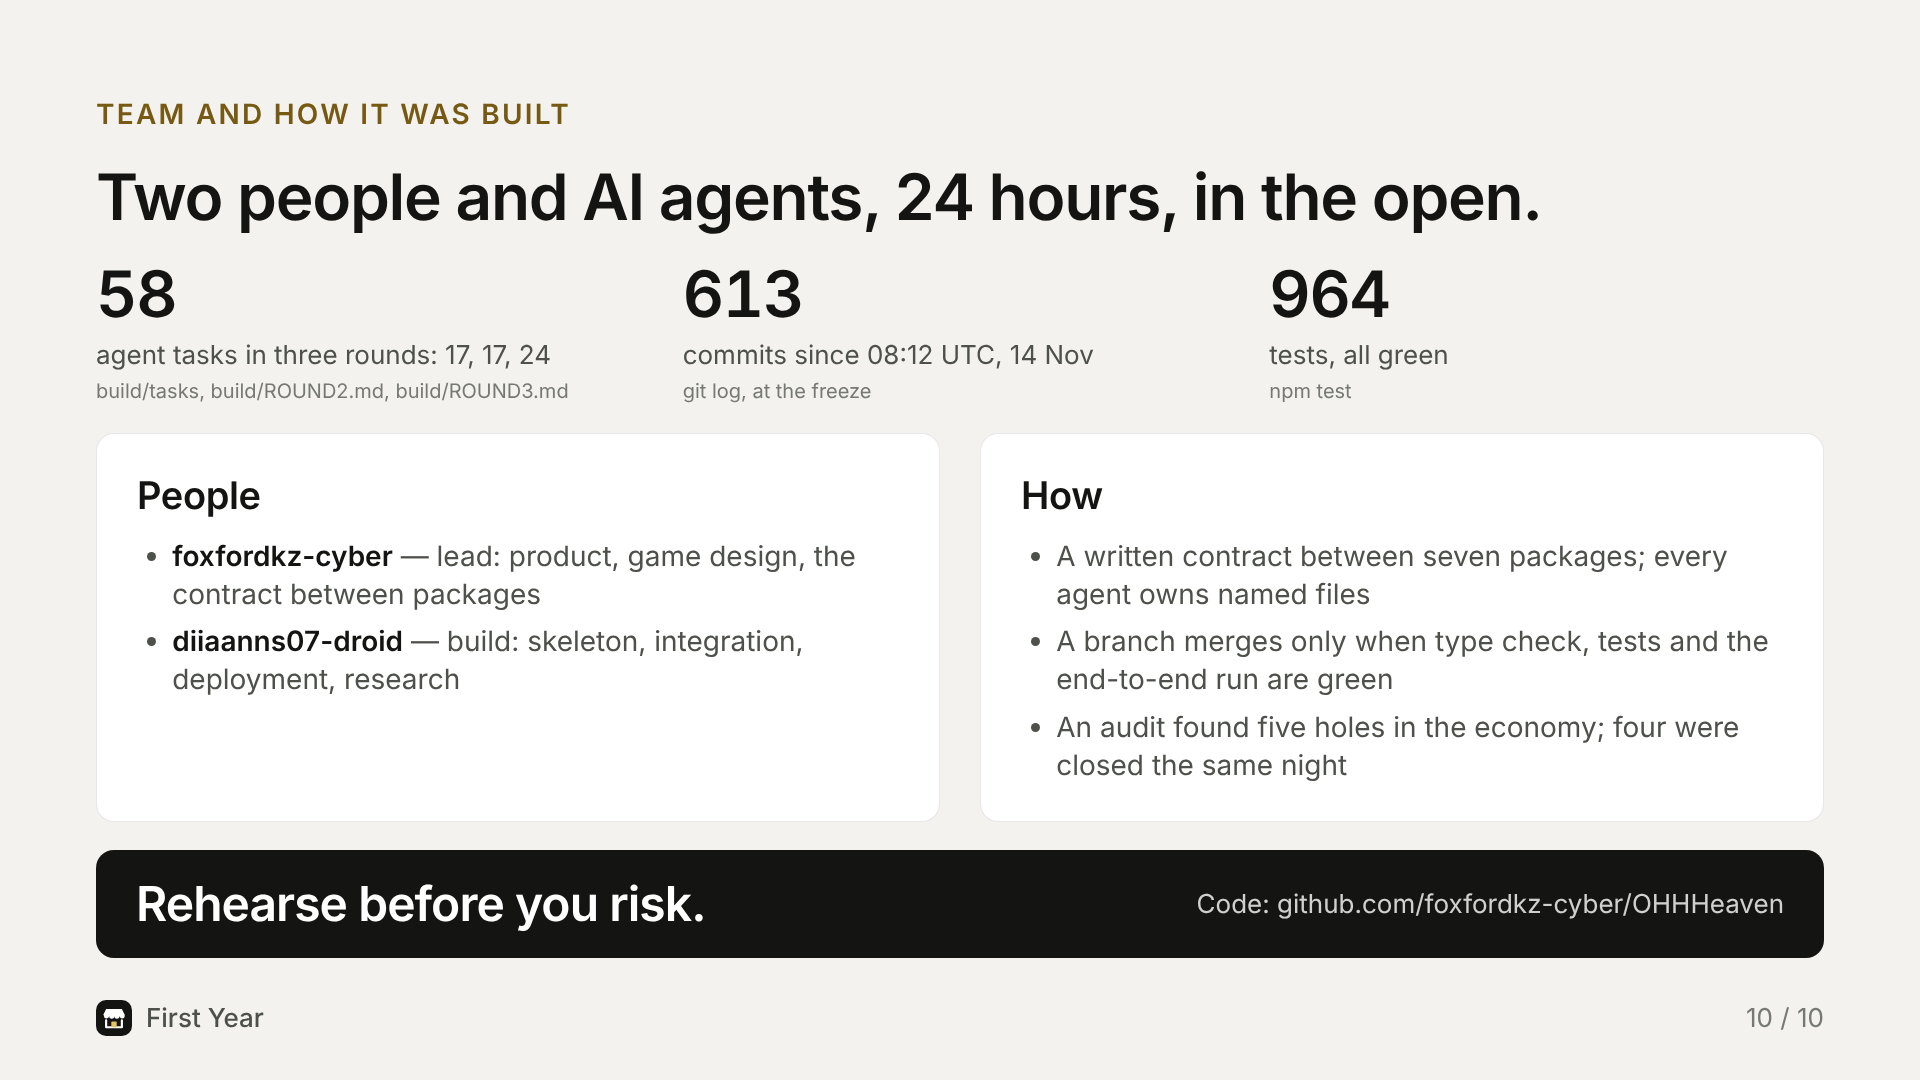 TEAM AND HOW IT WAS BUILT
Two people and AI agents, 24 hours, in the open.
58
agent tasks in three rounds: 17, 17, 24
build/tasks, build/ROUND2.md, build/ROUND3.md
613
commits since 08:12 UTC, 14 Nov
git log, at the freeze
964
tests, all green
npm test
People
• foxfordkz-cyber — lead: product, game design, the
contract between packages
• diiaanns07-droid — build: skeleton, integration,
deployment, research
How
• A written contract between seven packages; every
agent owns named files
• A branch merges only when type check, tests and the
end-to-end run are green
• An audit found five holes in the economy; four were
closed the same night
Rehearse before you risk.
Code: github.com/foxfordkz-cyber/OHHHeaven
First Year
10 / 10